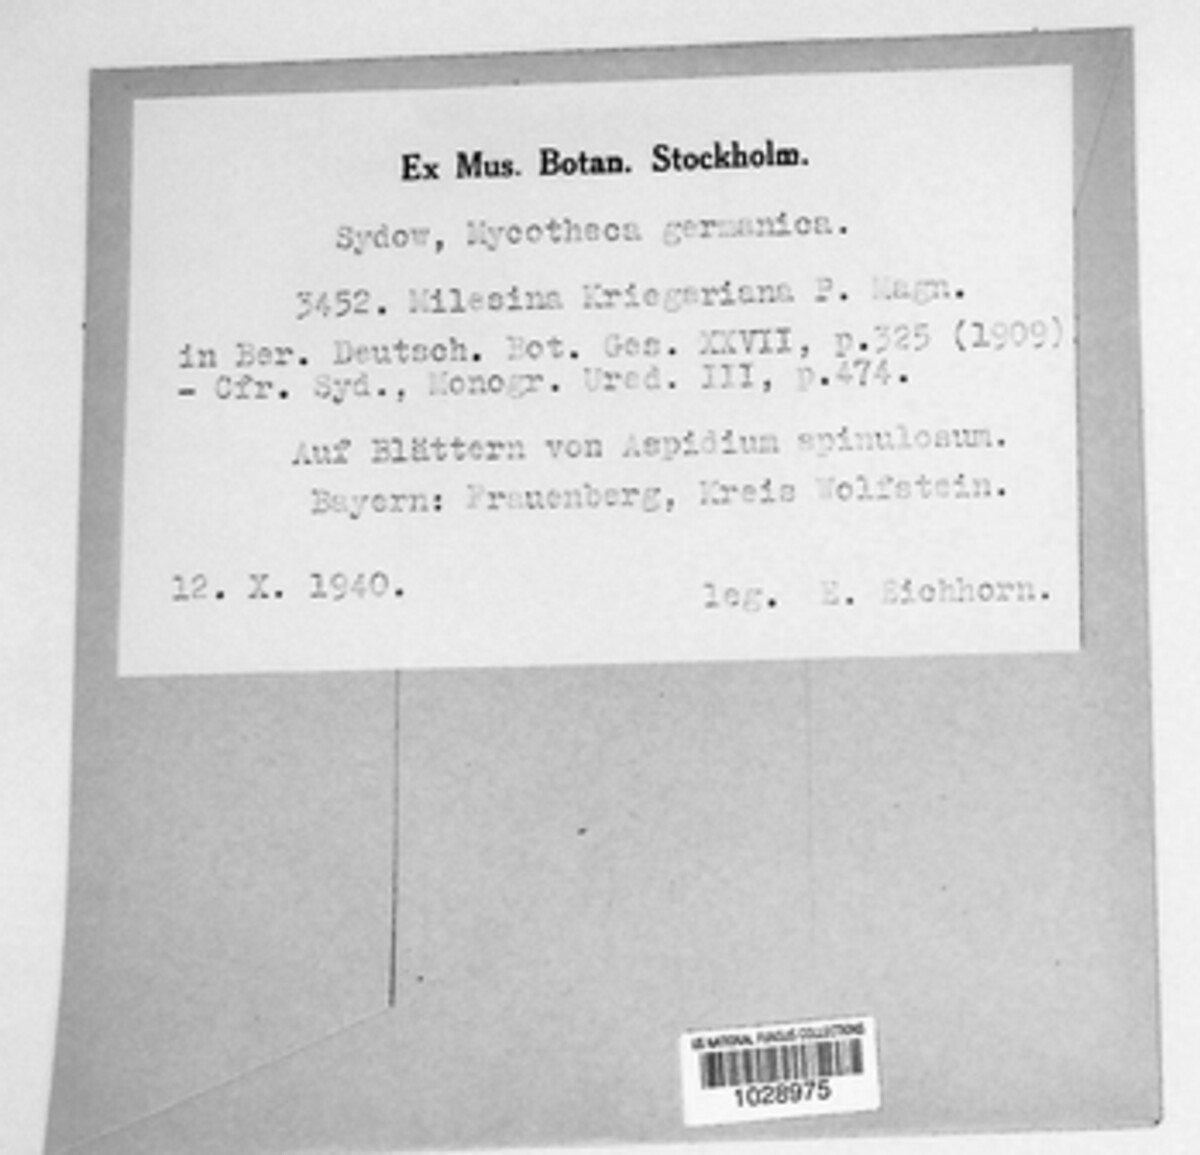 Ex Mus. Botan. Stockholm.
Sydow, Mycotheca germanica.
3452. Milesina Kriegeriana P. Magn.
in Ber. Deutsch. Bot. Ges. XXVII, p.325 (1909)
- Cfr. Syd., Monogr. Ured. III, p.474.
Auf Blättern von Aspidium spinulosum.
Bayern: Frauenberg, Kreis Wolfstein.
12. X. 1940. leg. E. Eichhorn.
US NATIONAL FUNGUS COLLECTIONS
1028975